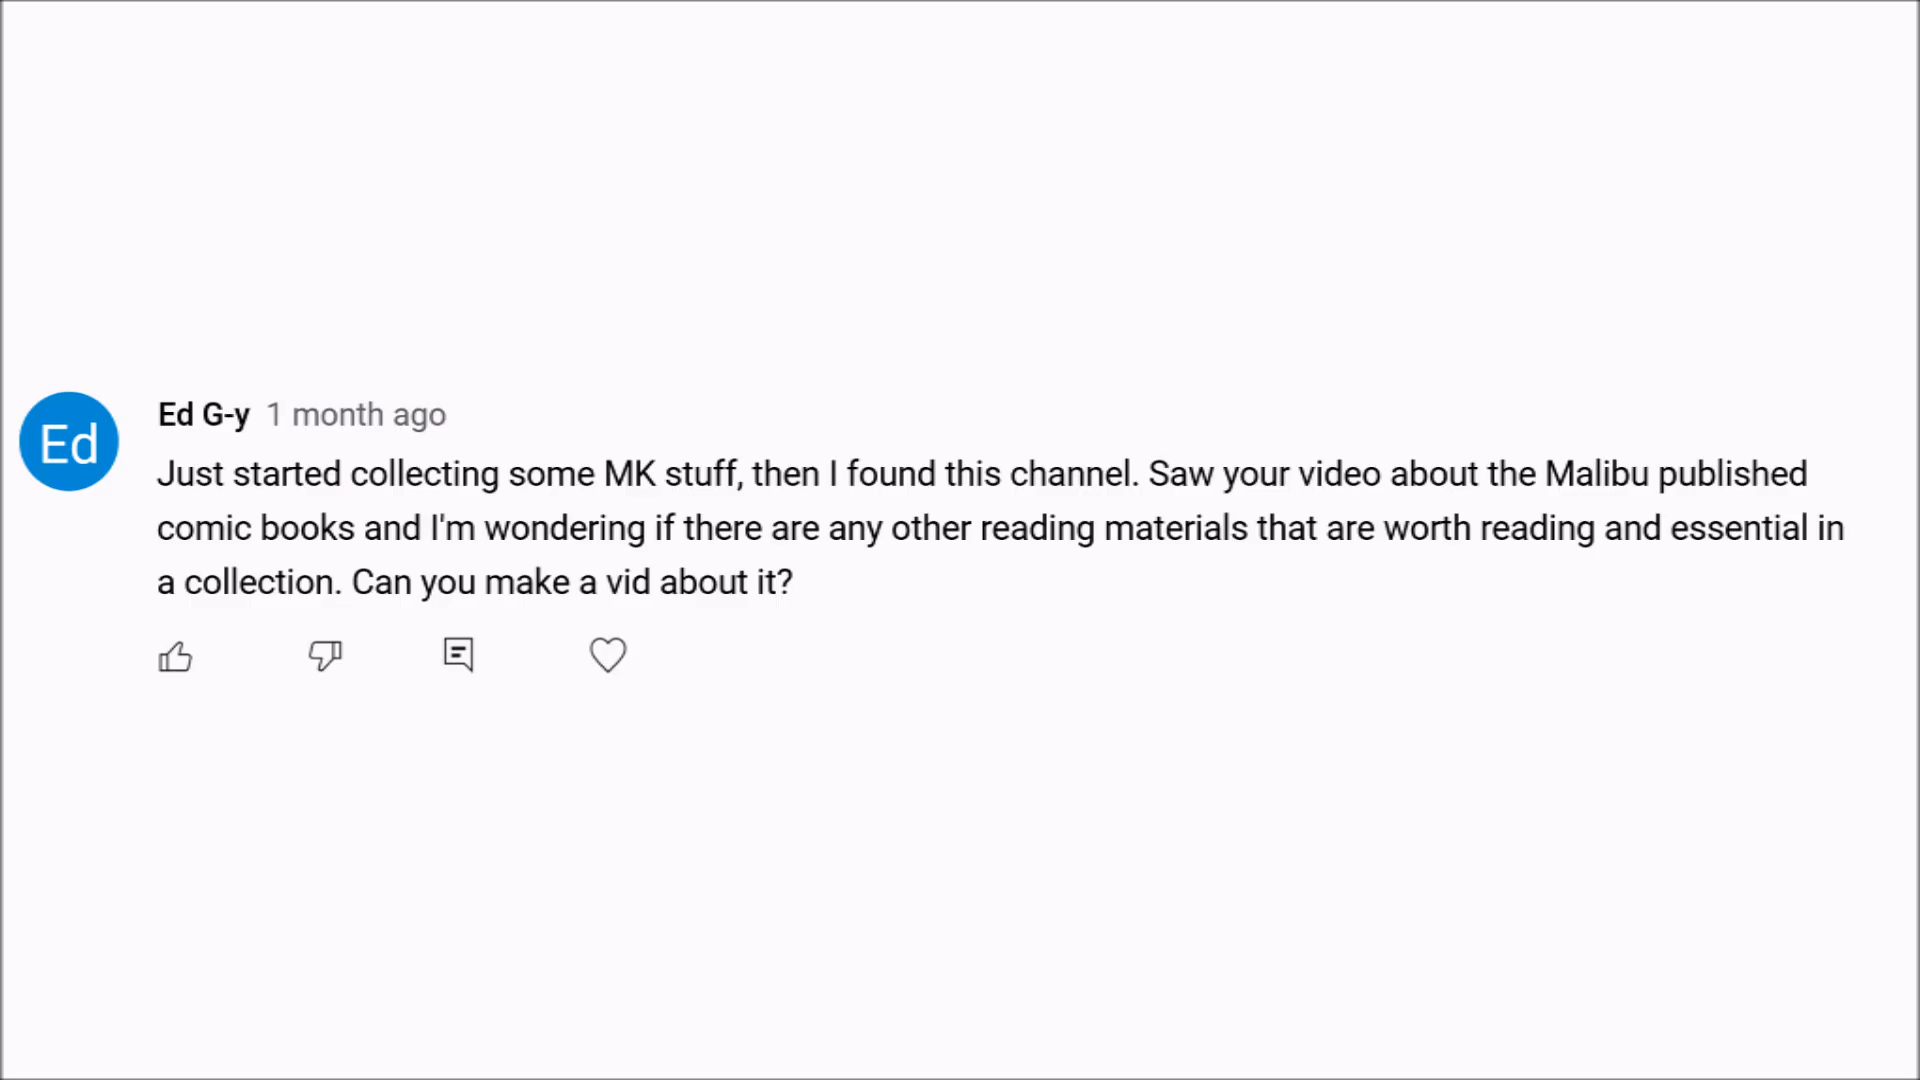 Ed
Ed G-y 1 month ago
Just started collecting some MK stuff, then I found this channel. Saw your video about the Malibu published
comic books and I'm wondering if there are any other reading materials that are worth reading and essential in
a collection. Can you make a vid about it?